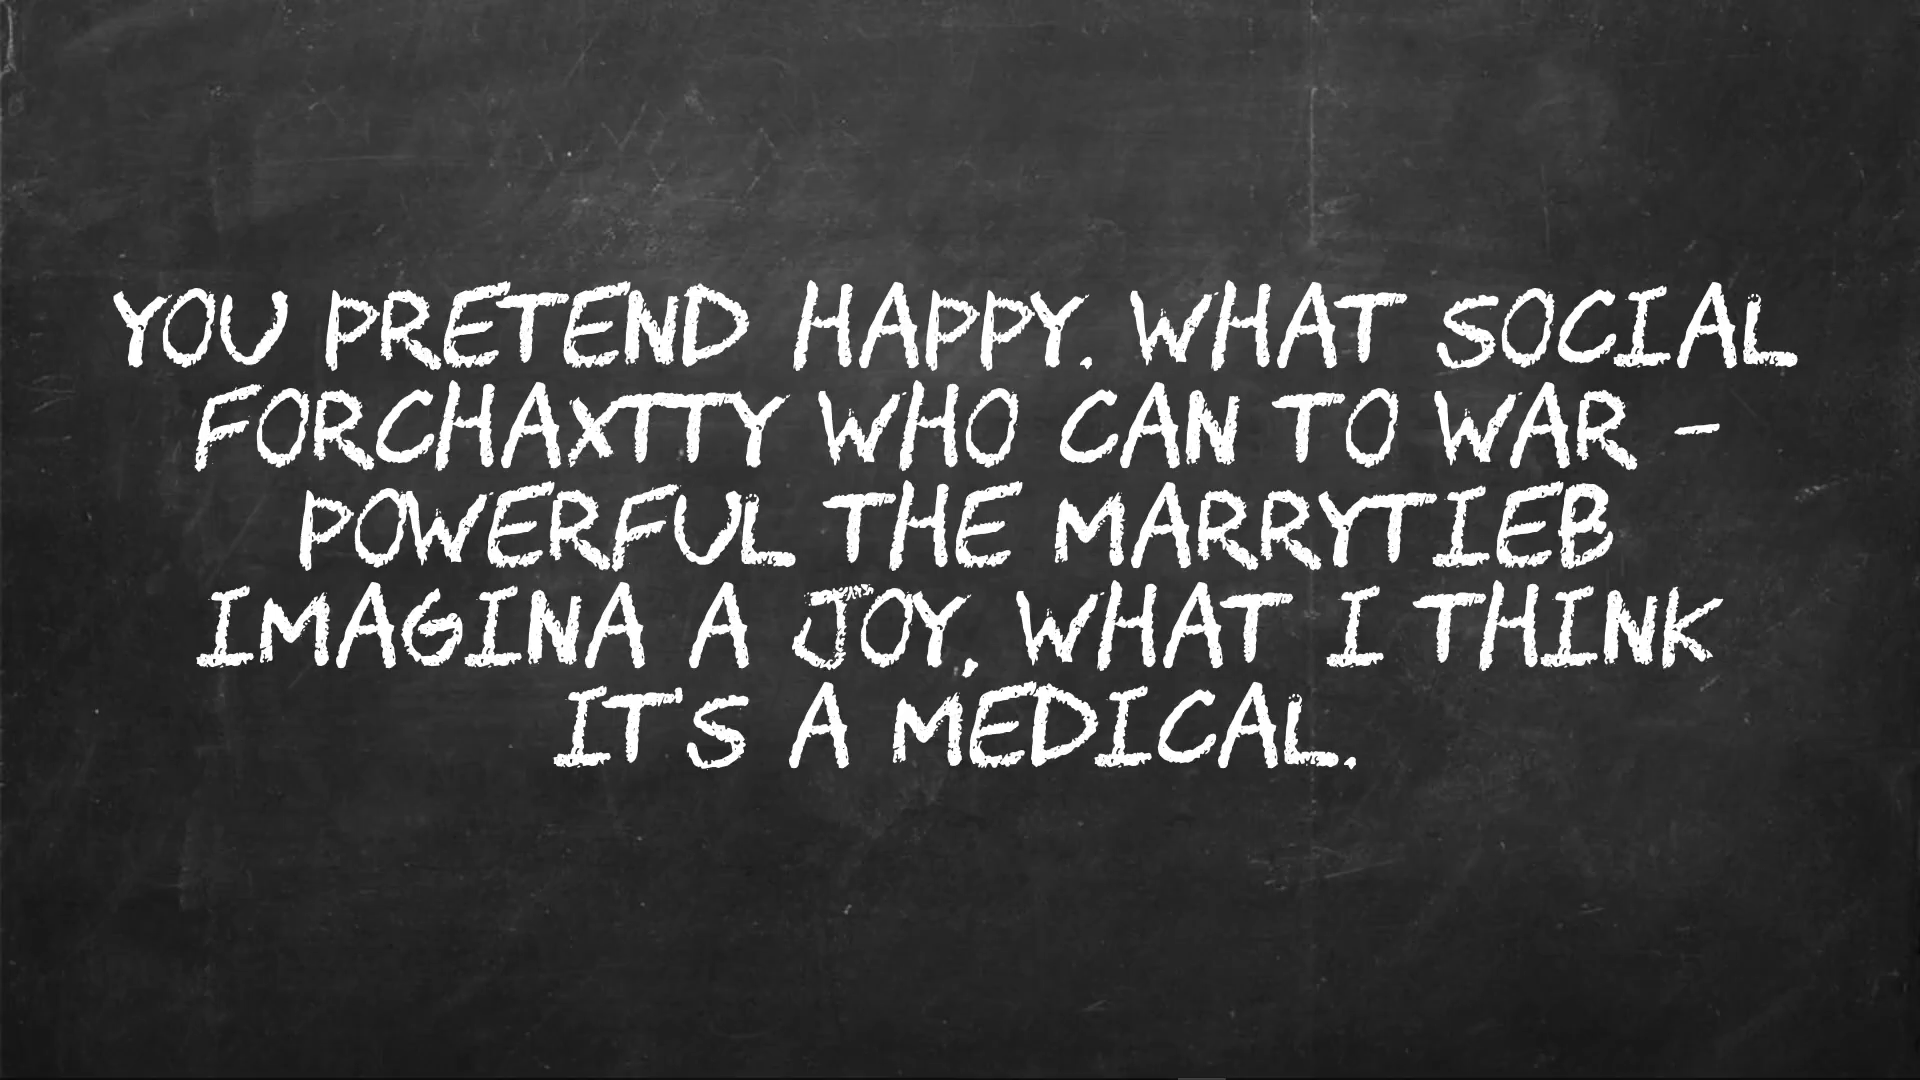 YOU PRETEND HAPPY. WHAT SOCIAL
FORCHAXTTY WHO CAN TO WAR -
POWERFUL THE MARRYTIEB
IMAGINA A JOY, WHAT I THINK
IT'S A MEDICAL.